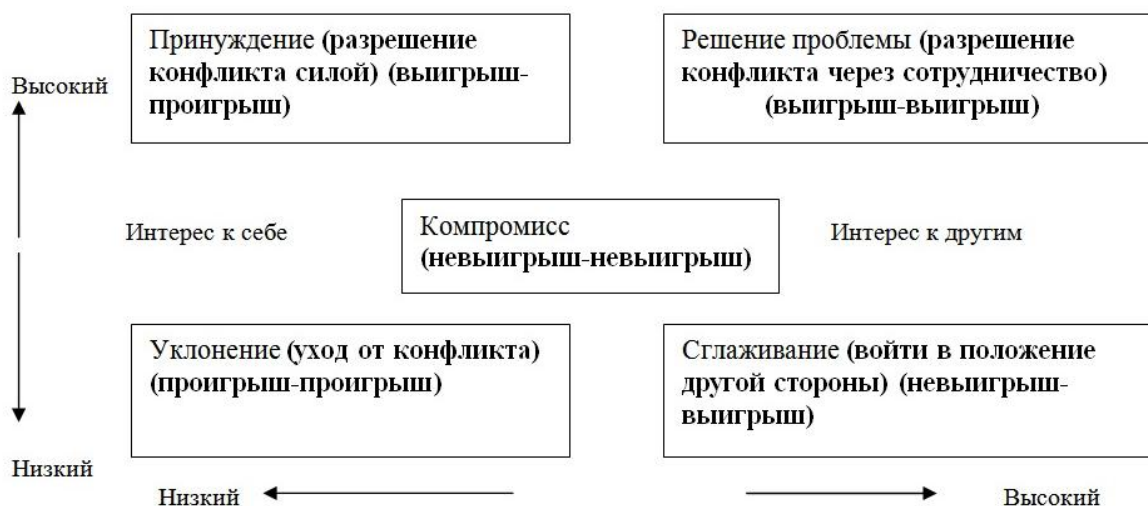 Принуждение (разрешение
конфликта силой) (выигрыш-
проигрыш)
Решение проблемы (разрешение
конфликта через сотрудничество)
(выигрыш-выигрыш)
Высокий
Интерес к себе
Компромисс
(невыигрыш-невыигрыш)
Интерес к другим
Уклонение (уход от конфликта)
(проигрыш-проигрыш)
Сглаживание (войти в положение
другой стороны) (невыигрыш-
выигрыш)
Низкий
Низкий
Высокий